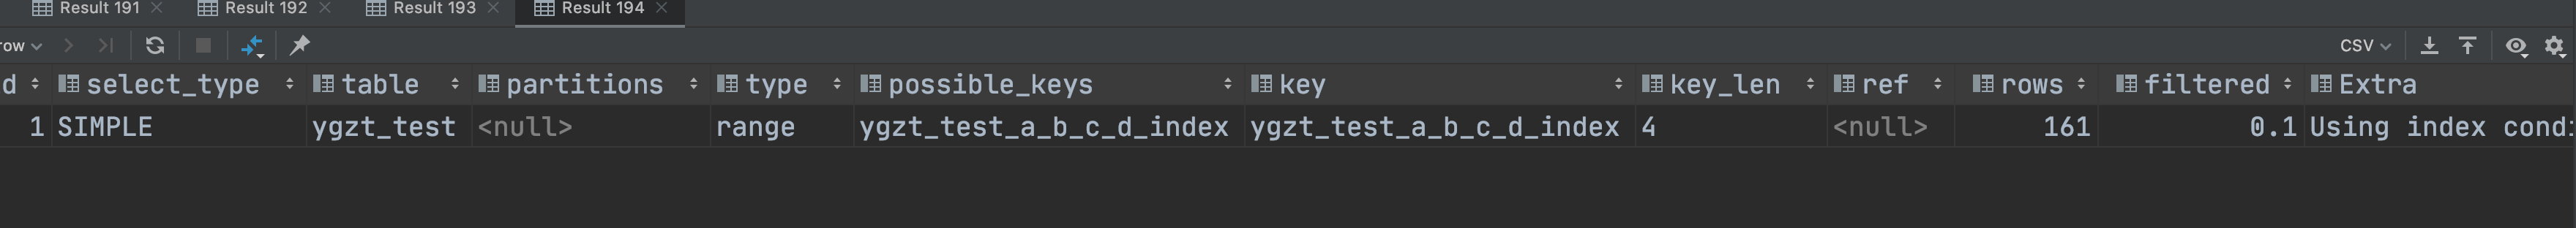 Result 191 Result 192 Result 193 Result 194
row CSV
d select_type table partitions type possible_keys key key_len ref rows filtered Extra
1 SIMPLE ygzt_test <null> range ygzt_test_a_b_c_d_index ygzt_test_a_b_c_d_index 4 <null> 161 0.1 Using index condi